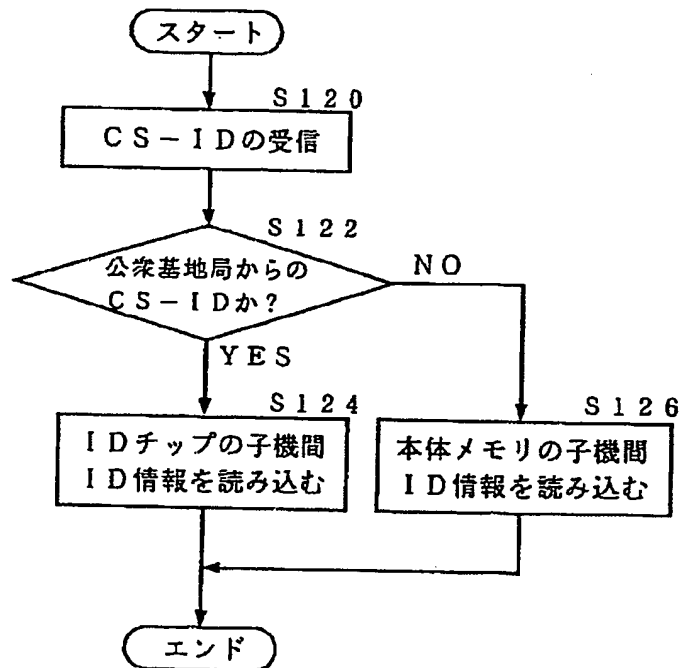 スタート
S120
CS-IDの受信
S122
公衆基地局からの
CS-IDか?
NO
YES
S124
IDチップの子機間
ID情報を読み込む
S126
本体メモリの子機間
ID情報を読み込む
エンド